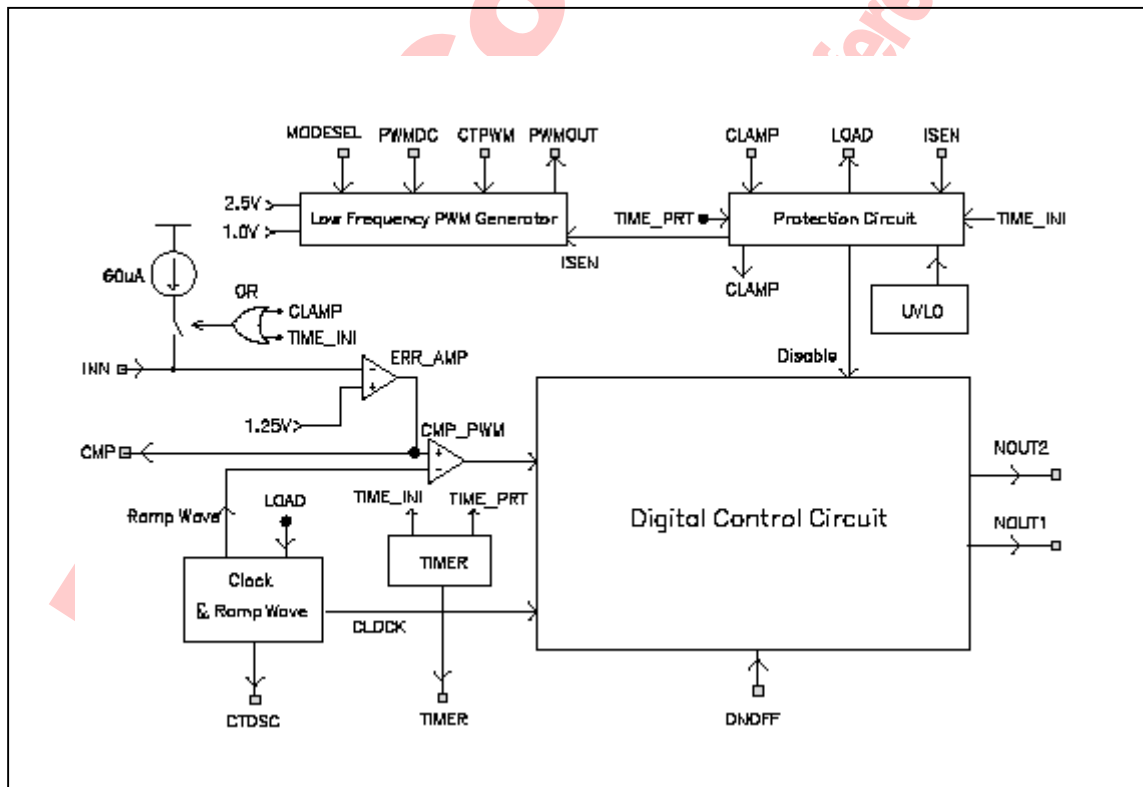 MODESEL PWMDC CTPWM PWMOUT CLAMP LOAD ISEN
2.5V
1.0V
Low Frequency PWM Generator
TIME_PRT
Protection Circuit
TIME_INI
ISEN
CLAMP
UVLO
60uA
OR
CLAMP
TIME_INI
INN
ERR_AMP
Disable
1.25V
CMP
CMP_PWM
NOUT2
Ramp Wave
LOAD
TIME_INI
TIME_PRT
Digital Control Circuit
NOUT1
TIMER
Clock
& Ramp Wave
CLOCK
CTOSC
TIMER
ONOFF